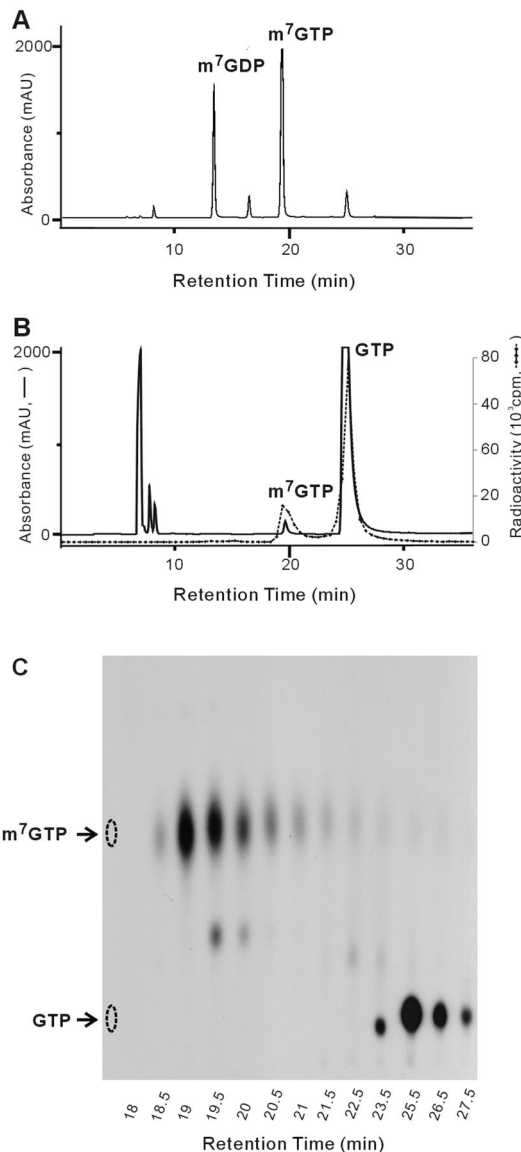 A
m⁷GTP
2000
m⁷GDP
Absorbance (mAU)
0
10 20 30
Retention Time (min)
B
2000
GTP
80
40
60
m⁷GTP
20
0
Absorbance (mAU, — )
Radioactivity (10³cpm, )
10 20 30
Retention Time (min)
C
m⁷GTP
GTP
18 18.5 19 19.5 20 20.5 21 21.5 22.5 23.5 25.5 26.5 27.5
Retention Time (min)